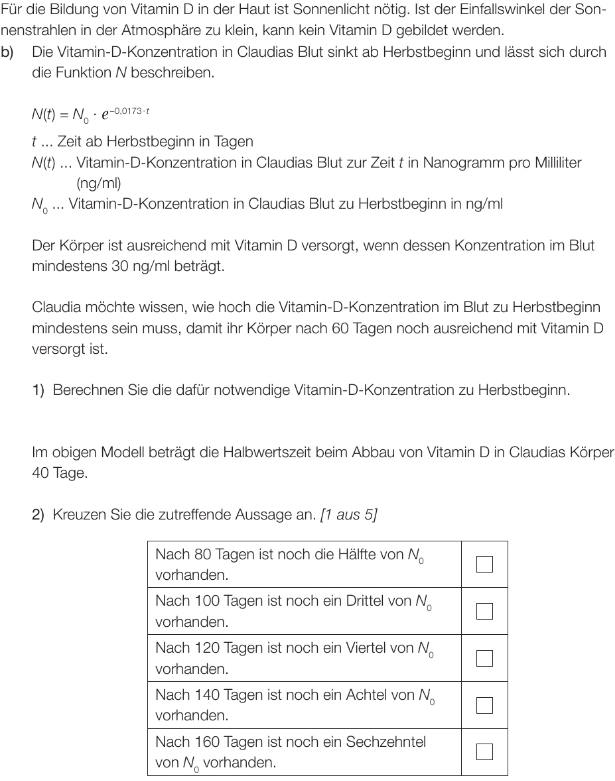 Für die Bildung von Vitamin D in der Haut ist Sonnenlicht nötig. Ist der Einfallswinkel der Son-
nenstrahlen in der Atmosphäre zu klein, kann kein Vitamin D gebildet werden.
b) Die Vitamin-D-Konzentration in Claudias Blut sinkt ab Herbstbeginn und lässt sich durch
die Funktion N beschreiben.
N(t) = N₀ · e^(–0,0173 · t)
t ... Zeit ab Herbstbeginn in Tagen
N(t) ... Vitamin-D-Konzentration in Claudias Blut zur Zeit t in Nanogramm pro Milliliter
(ng/ml)
N₀ ... Vitamin-D-Konzentration in Claudias Blut zu Herbstbeginn in ng/ml
Der Körper ist ausreichend mit Vitamin D versorgt, wenn dessen Konzentration im Blut
mindestens 30 ng/ml beträgt.
Claudia möchte wissen, wie hoch die Vitamin-D-Konzentration im Blut zu Herbstbeginn
mindestens sein muss, damit ihr Körper nach 60 Tagen noch ausreichend mit Vitamin D
versorgt ist.
1) Berechnen Sie die dafür notwendige Vitamin-D-Konzentration zu Herbstbeginn.
Im obigen Modell beträgt die Halbwertszeit beim Abbau von Vitamin D in Claudias Körper
40 Tage.
2) Kreuzen Sie die zutreffende Aussage an. [1 aus 5]
Nach 80 Tagen ist noch die Hälfte von N₀
vorhanden.
Nach 100 Tagen ist noch ein Drittel von N₀
vorhanden.
Nach 120 Tagen ist noch ein Viertel von N₀
vorhanden.
Nach 140 Tagen ist noch ein Achtel von N₀
vorhanden.
Nach 160 Tagen ist noch ein Sechzehntel
von N₀ vorhanden.